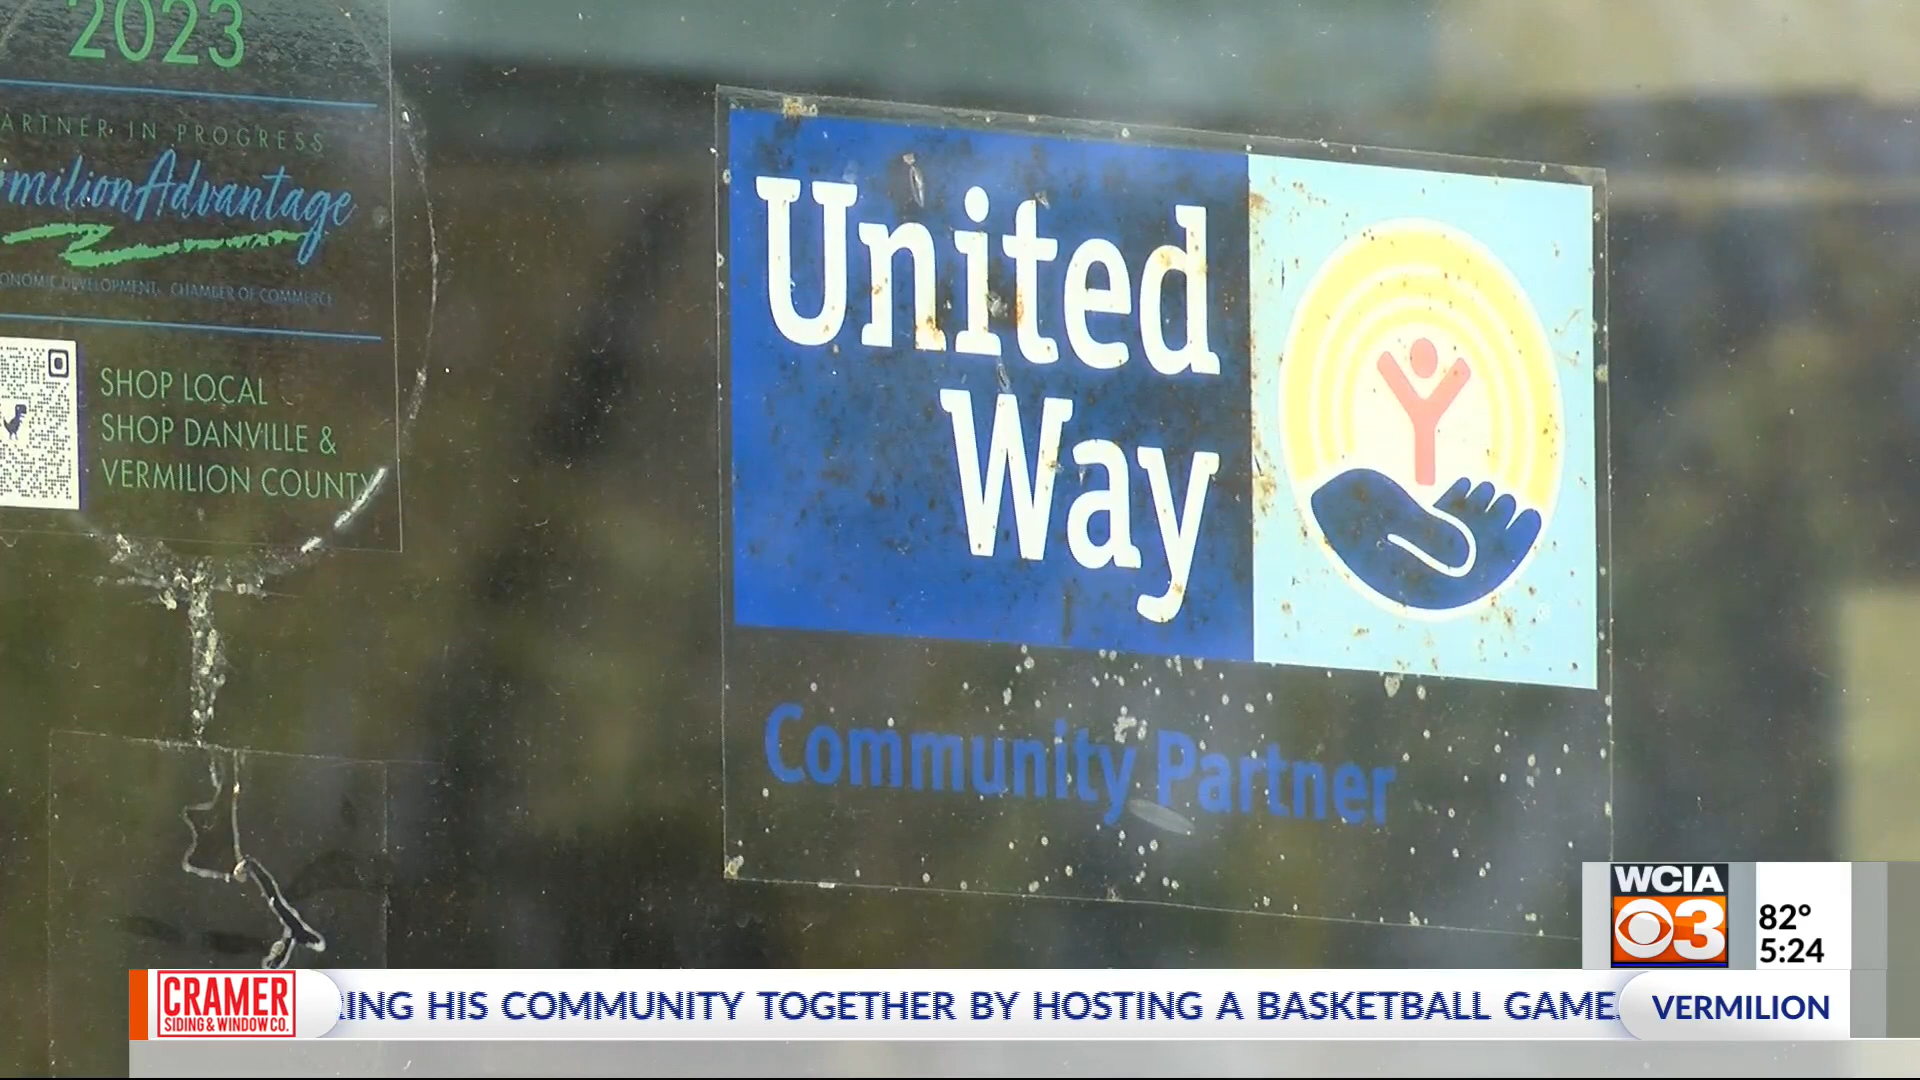 2023
ARTNER IN PROGRESS
milionAdvantage
ONOMIC DEVELOPMENT, CHAMBER OF COMMERCE
SHOP LOCAL
SHOP DANVILLE &
VERMILION COUNTY
United
Way
Community Partner
WCIA
3
82°
5:24
CRAMER
SIDING & WINDOW CO.
KING HIS COMMUNITY TOGETHER BY HOSTING A BASKETBALL GAME
VERMILION